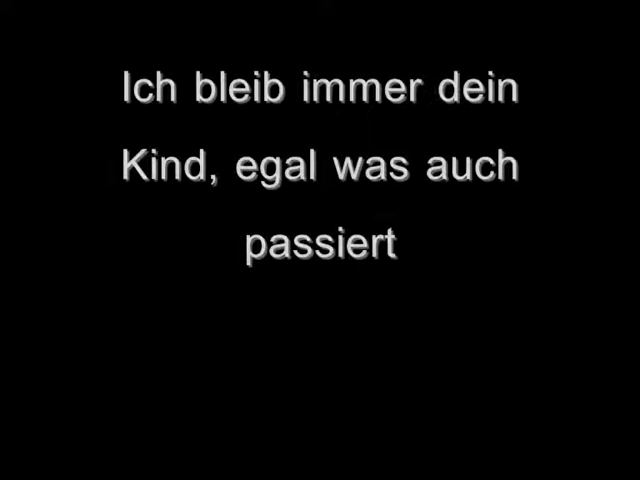 Ich bleib immer dein
Kind, egal was auch
passiert